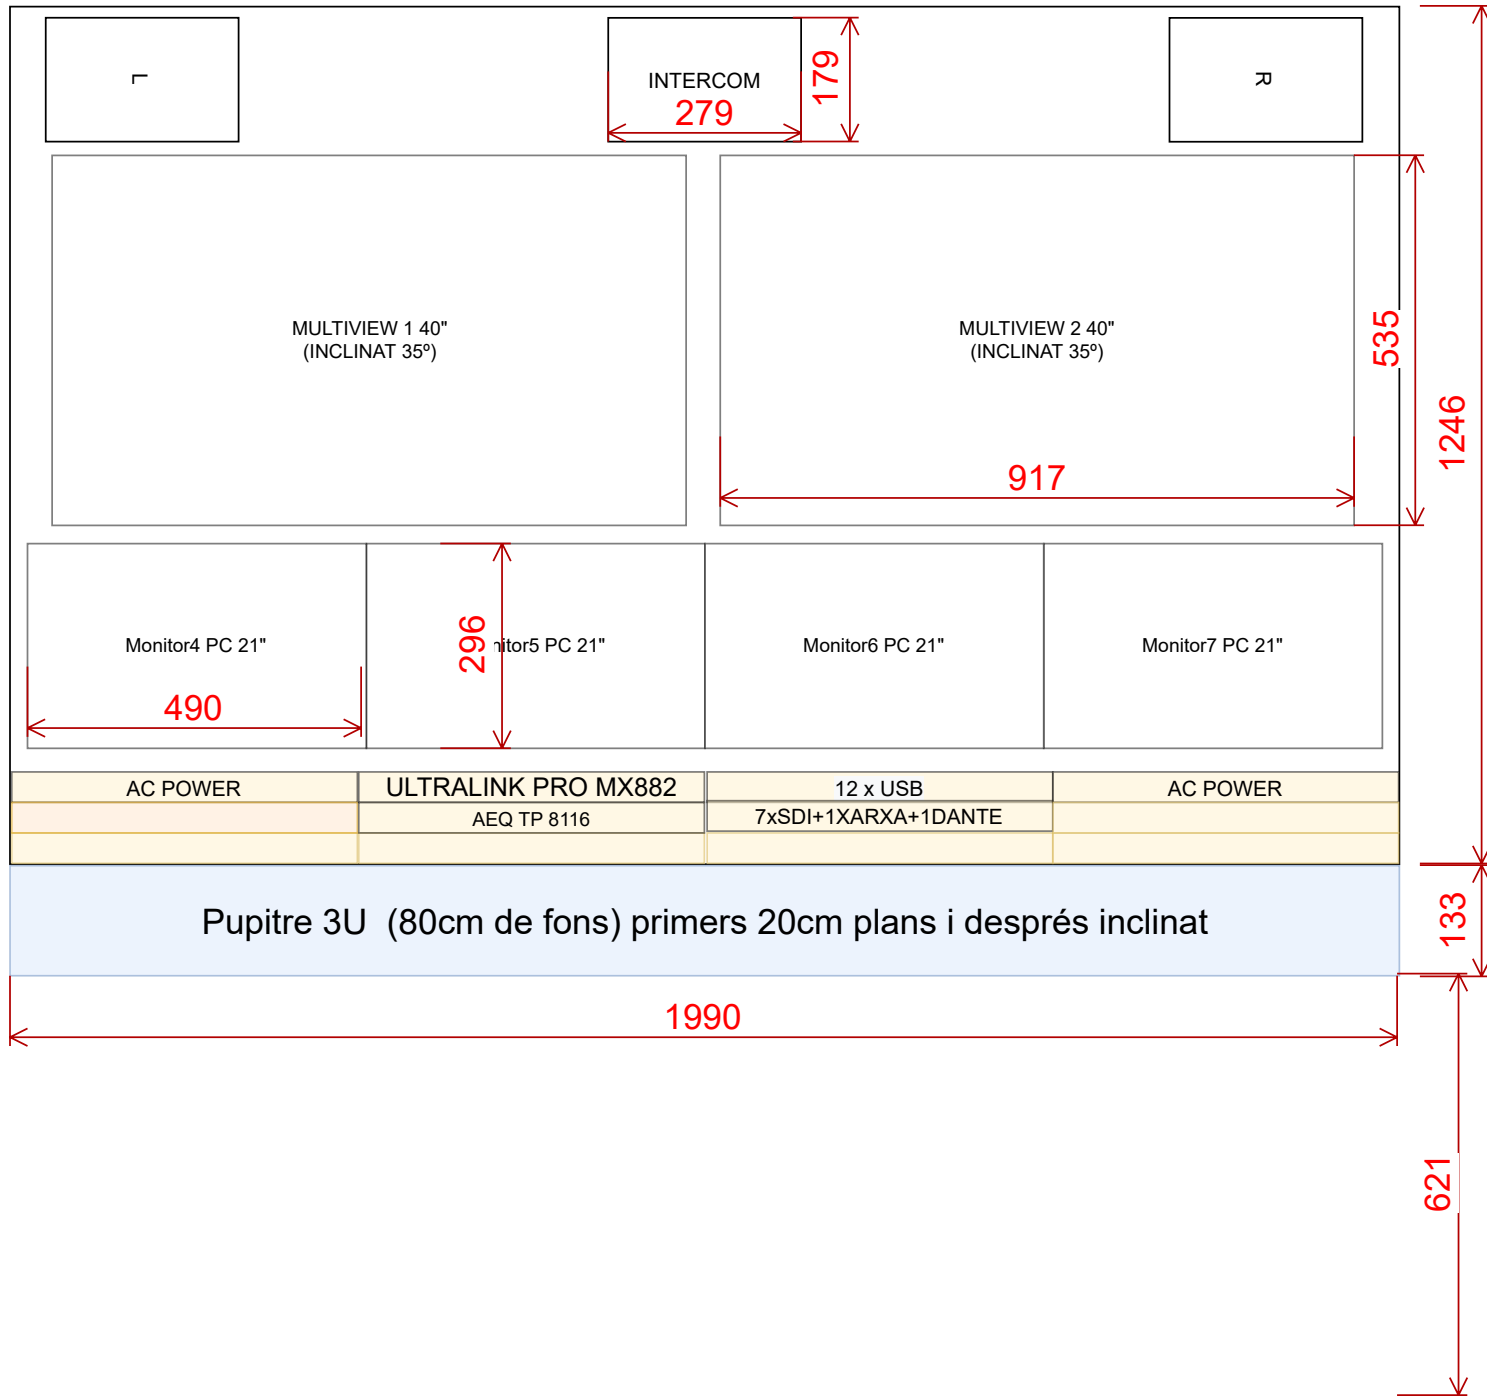 L
INTERCOM
R
279
179
MULTIVIEW 1 40"
(INCLINAT 35º)
MULTIVIEW 2 40"
(INCLINAT 35º)
535
917
1246
Monitor4 PC 21"
296
nitor5 PC 21"
Monitor6 PC 21"
Monitor7 PC 21"
490
AC POWER
ULTRALINK PRO MX882
12 x USB
AC POWER
AEQ TP 8116
7xSDI+1XARXA+1DANTE
Pupitre 3U (80cm de fons) primers 20cm plans i després inclinat
133
1990
621